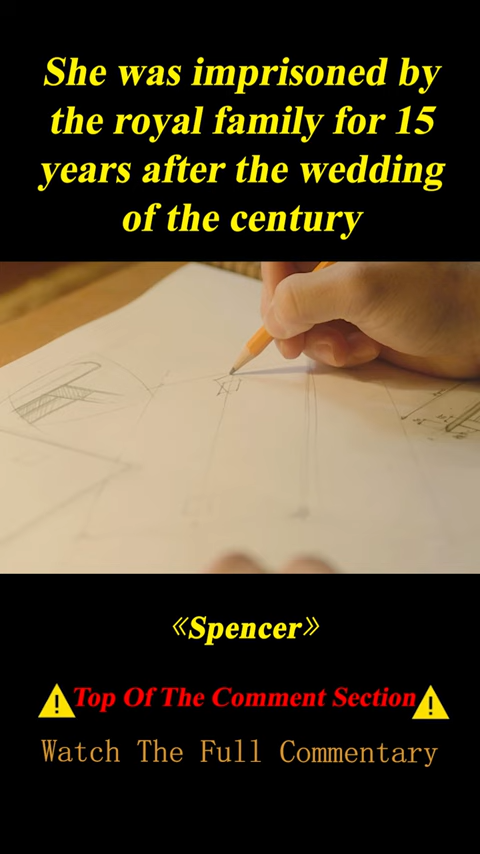 She was imprisoned by
the royal family for 15
years after the wedding
of the century
《Spencer》
Top Of The Comment Section
Watch The Full Commentary